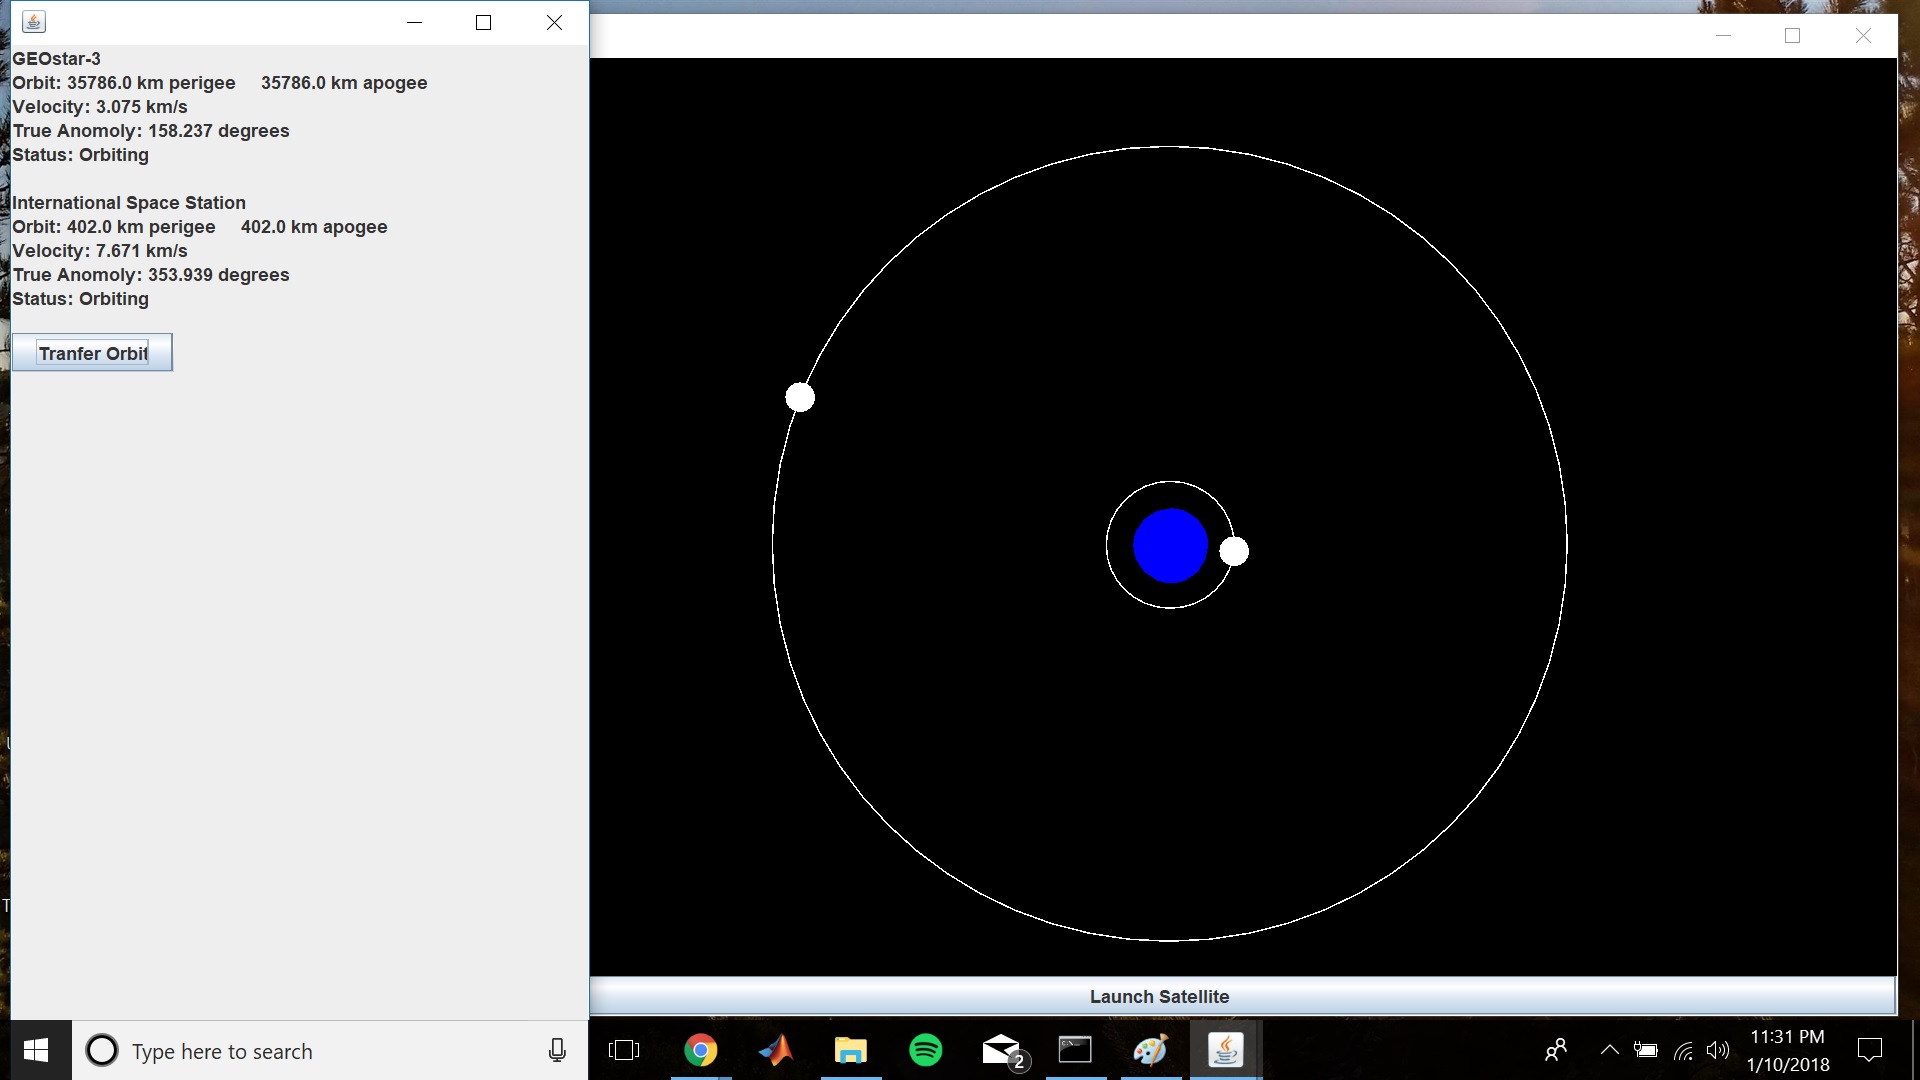 GEOstar-3
Orbit: 35786.0 km perigee 35786.0 km apogee
Velocity: 3.075 km/s
True Anomoly: 158.237 degrees
Status: Orbiting
International Space Station
Orbit: 402.0 km perigee 402.0 km apogee
Velocity: 7.671 km/s
True Anomoly: 353.939 degrees
Status: Orbiting
Tranfer Orbit
Launch Satellite
Type here to search
2
11:31 PM
1/10/2018